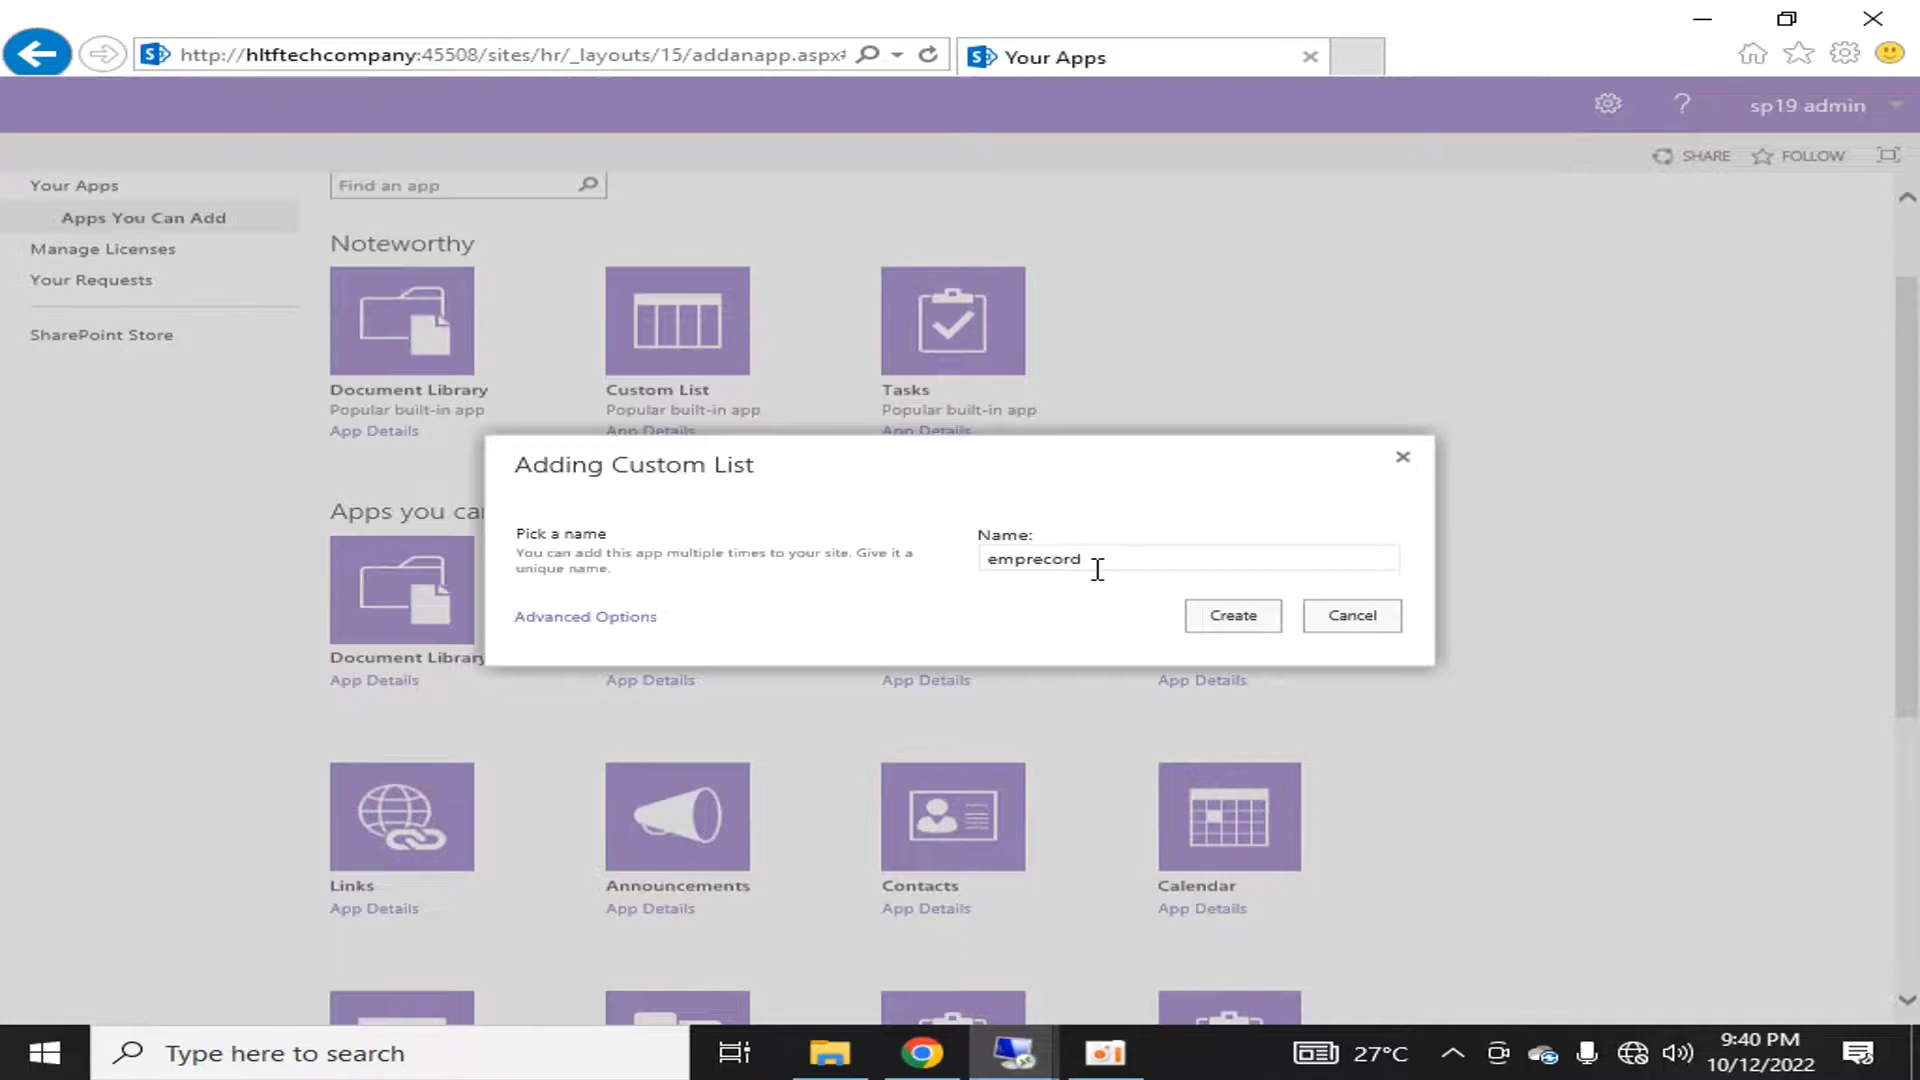 http://hltftechcompany:45508/sites/hr/_layouts/15/addanapp.aspx#
Your Apps
sp19 admin
SHARE
FOLLOW
Your Apps
Apps You Can Add
Manage Licenses
Your Requests
SharePoint Store
Find an app
Noteworthy
Document Library
Popular built-in app
App Details
Custom List
Popular built-in app
App Details
Tasks
Popular built-in app
App Details
Adding Custom List
Pick a name
You can add this app multiple times to your site. Give it a
unique name.
Advanced Options
Name:
emprecord
Create
Cancel
Apps you ca
Document Library
App Details
App Details
App Details
App Details
Links
App Details
Announcements
App Details
Contacts
App Details
Calendar
App Details
Type here to search
27°C
9:40 PM
10/12/2022